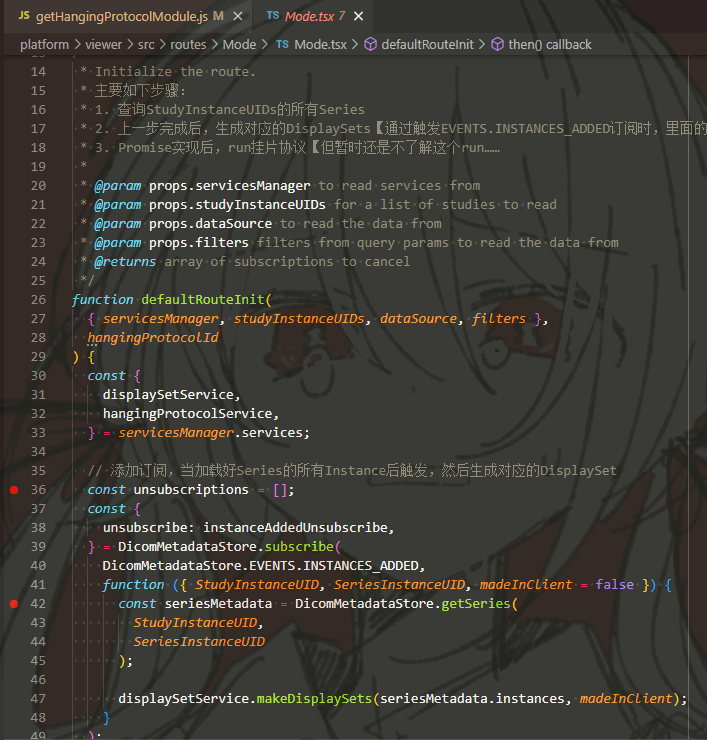 JS getHangingProtocolModule.js M ×
TS Mode.tsx 7 ×
platform > viewer > src > routes > Mode > TS Mode.tsx > defaultRouteInit > then() callback
14 * Initialize the route.
15 * 主要如下步骤：
16 * 1. 查询StudyInstanceUIDs的所有Series
17 * 2. 上一步完成后，生成对应的DisplaySets【通过触发EVENTS.INSTANCES_ADDED订阅时，里面的
18 * 3. Promise实现后，run挂片协议【但暂时还是不了解这个run……
19 *
20 * @param props.servicesManager to read services from
21 * @param props.studyInstanceUIDs for a list of studies to read
22 * @param props.dataSource to read the data from
23 * @param props.filters filters from query params to read the data from
24 * @returns array of subscriptions to cancel
25 */
26 function defaultRouteInit(
27 { servicesManager, studyInstanceUIDs, dataSource, filters },
28 hangingProtocolId
29 ) {
30 const {
31 displaySetService,
32 hangingProtocolService,
33 } = servicesManager.services;
34
35 // 添加订阅，当加载好Series的所有Instance后触发，然后生成对应的DisplaySet
36 const unsubscriptions = [];
37 const {
38 unsubscribe: instanceAddedUnsubscribe,
39 } = DicomMetadataStore.subscribe(
40 DicomMetadataStore.EVENTS.INSTANCES_ADDED,
41 function ({ StudyInstanceUID, SeriesInstanceUID, madeInClient = false }) {
42 const seriesMetadata = DicomMetadataStore.getSeries(
43 StudyInstanceUID,
44 SeriesInstanceUID
45 );
46
47 displaySetService.makeDisplaySets(seriesMetadata.instances, madeInClient);
48 }
49 );